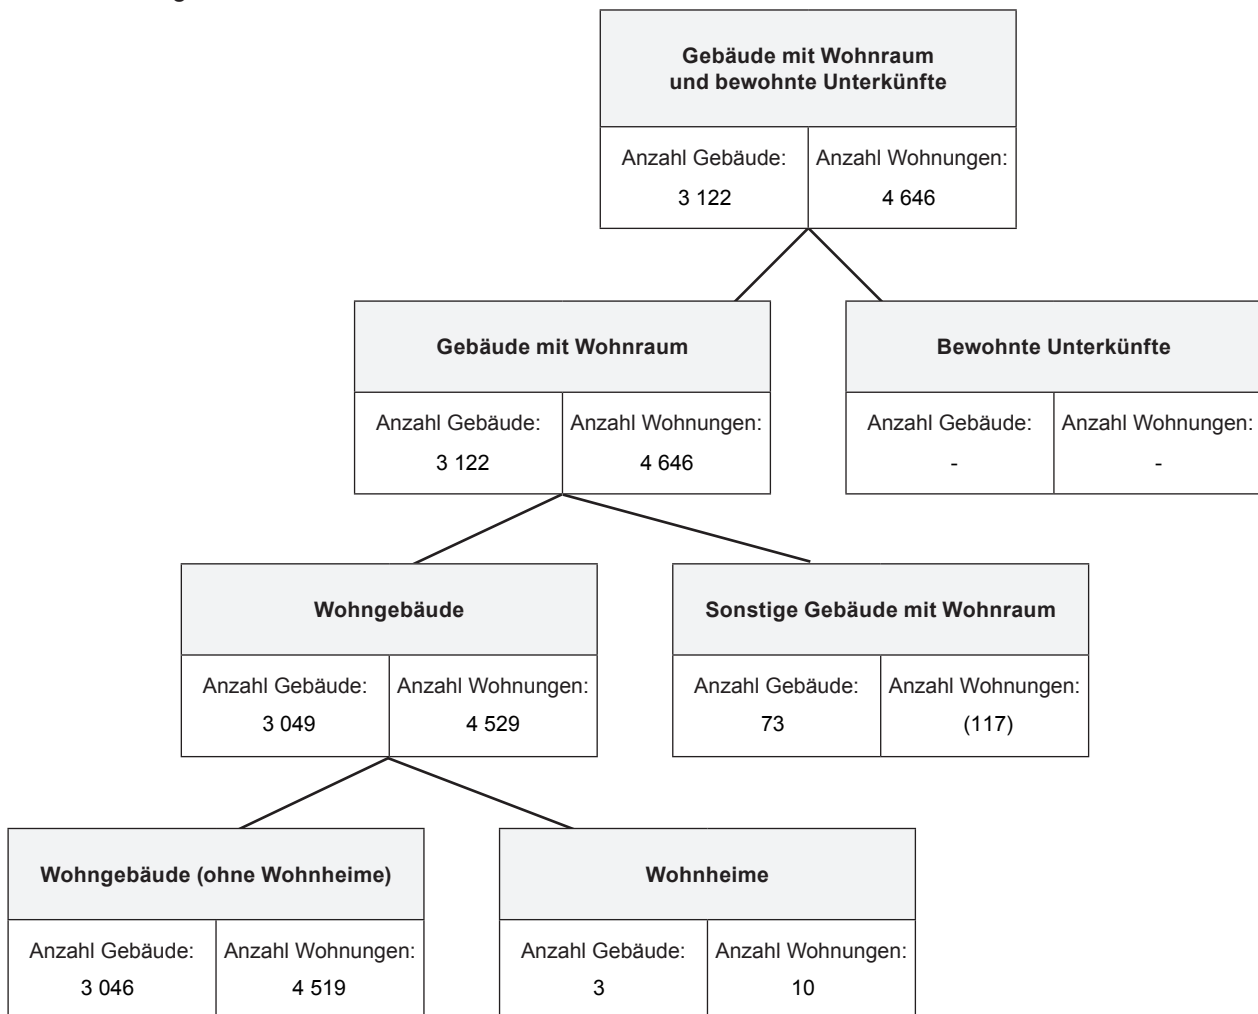 Gebäude mit Wohnraum
und bewohnte Unterkünfte
Anzahl Gebäude: Anzahl Wohnungen:
3 122 4 646
Gebäude mit Wohnraum Bewohnte Unterkünfte
Anzahl Gebäude: Anzahl Wohnungen: Anzahl Gebäude: Anzahl Wohnungen:
3 122 4 646 - -
Wohngebäude Sonstige Gebäude mit Wohnraum
Anzahl Gebäude: Anzahl Wohnungen: Anzahl Gebäude: Anzahl Wohnungen:
3 049 4 529 73 (117)
Wohngebäude (ohne Wohnheime) Wohnheime
Anzahl Gebäude: Anzahl Wohnungen: Anzahl Gebäude: Anzahl Wohnungen:
3 046 4 519 3 10